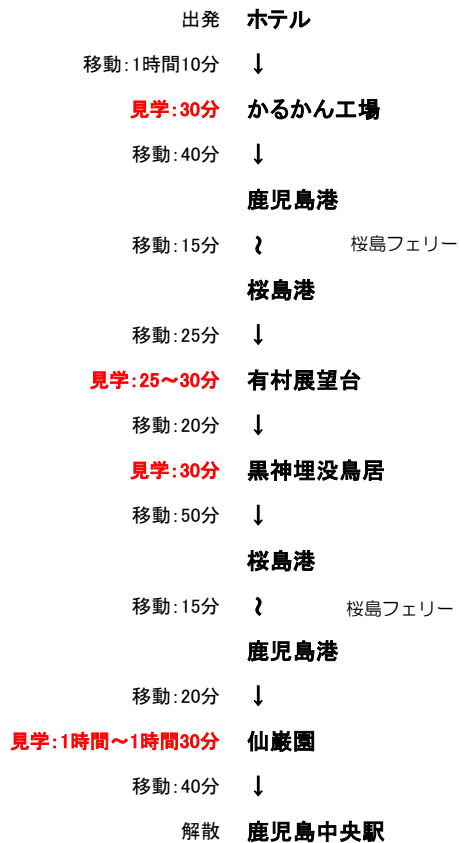 出発 ホテル
移動：1時間10分 ↓
見学：30分 かるかん工場
移動：40分 ↓
鹿児島港
移動：15分 ～ 桜島フェリー
桜島港
移動：25分 ↓
見学：25～30分 有村展望台
移動：20分 ↓
見学：30分 黒神埋没鳥居
移動：50分 ↓
桜島港
移動：15分 ～ 桜島フェリー
鹿児島港
移動：20分 ↓
見学：1時間～1時間30分 仙巌園
移動：40分 ↓
解散 鹿児島中央駅